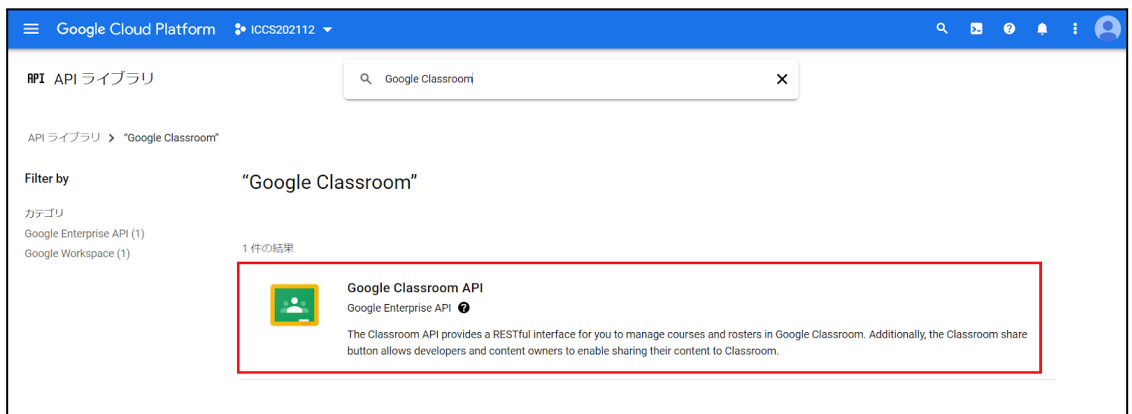 Google Cloud Platform ICCS202112
API API ライブラリ
Google Classroom
API ライブラリ > "Google Classroom"
Filter by
"Google Classroom"
カテゴリ
Google Enterprise API (1)
Google Workspace (1)
1 件の結果
Google Classroom API
Google Enterprise API
The Classroom API provides a RESTful interface for you to manage courses and rosters in Google Classroom. Additionally, the Classroom share
button allows developers and content owners to enable sharing their content to Classroom.